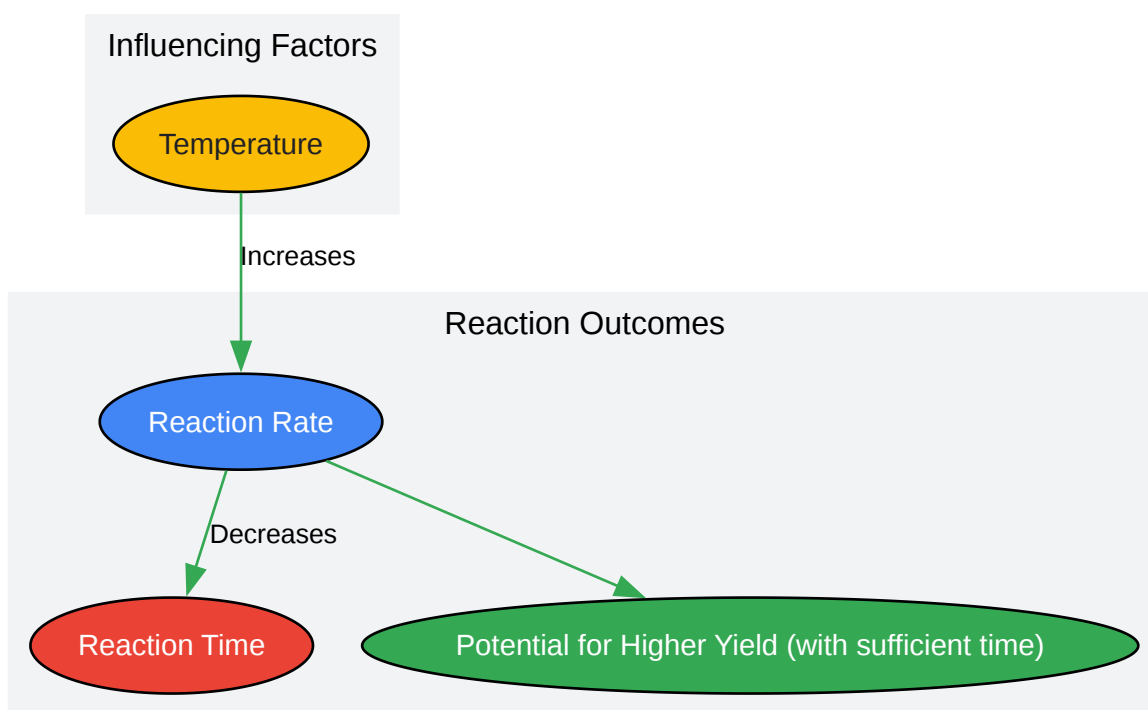 Influencing Factors
Temperature
Increases
Reaction Outcomes
Reaction Rate
Decreases
Reaction Time
Potential for Higher Yield (with sufficient time)